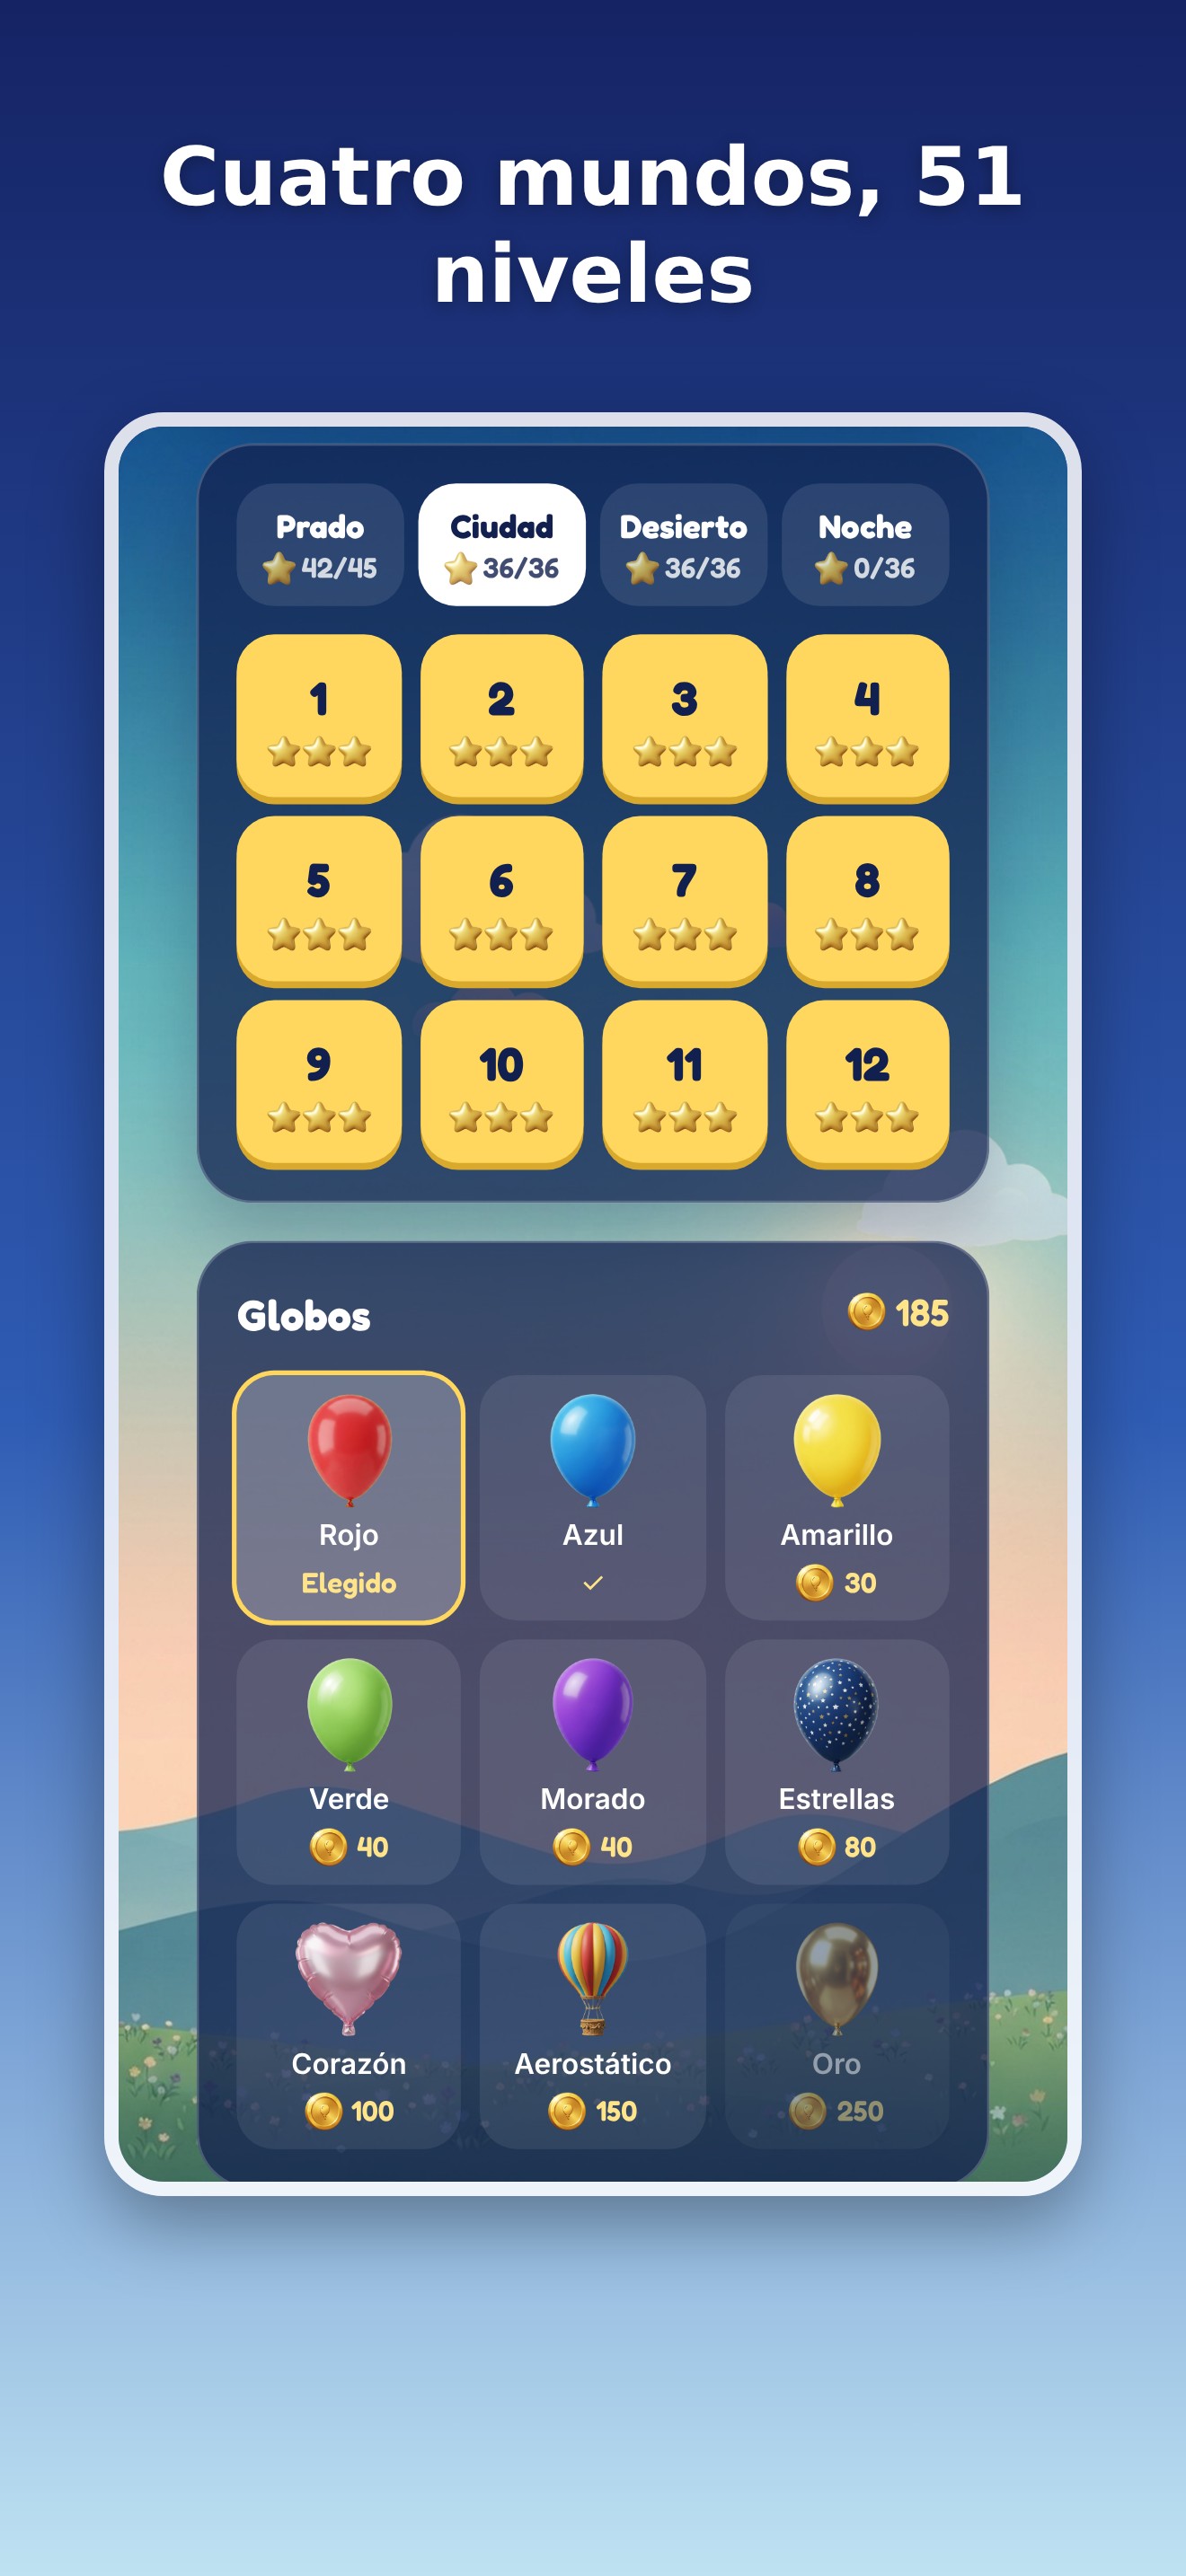 Cuatro mundos, 51
niveles
Prado Ciudad Desierto Noche
42/45 36/36 36/36 0/36
1 2 3 4
5 6 7 8
9 10 11 12
Globos 185
Rojo Azul Amarillo
Elegido ✓ 30
Verde Morado Estrellas
40 40 80
Corazón Aerostático Oro
100 150 250